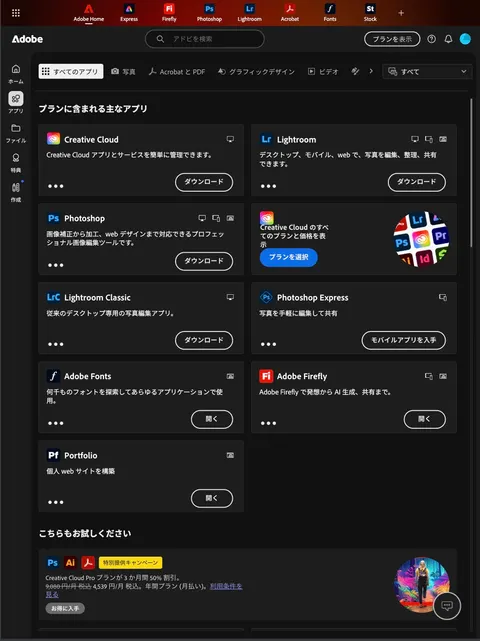 Adobe Home
Express
Firefly
Photoshop
Lightroom
Acrobat
Fonts
Stock
Adobe
アドビを検索
プランを表示
ホーム
アプリ
ファイル
特典
作成
すべてのアプリ
写真
Acrobat と PDF
グラフィックデザイン
ビデオ
すべて
プランに含まれる主なアプリ
Creative Cloud
Creative Cloud アプリとサービスを簡単に管理できます。
ダウンロード
Lr Lightroom
デスクトップ、モバイル、web で、写真を編集、整理、共有
できます。
ダウンロード
Ps Photoshop
画像補正から加工、web デザインまで対応できるプロフェッ
ショナル画像編集ツールです。
ダウンロード
Creative Cloud のすべ
てのプランと価格を表
示
プランを選択
Lr Ps Pr Ai Id
LrC Lightroom Classic
従来のデスクトップ専用の写真編集アプリ。
ダウンロード
Ps Photoshop Express
写真を手軽に編集して共有
モバイルアプリを入手
f Adobe Fonts
何千ものフォントを探索してあらゆるアプリケーションで使
用。
開く
Fi Adobe Firefly
Adobe Firefly で発想から AI 生成、共有まで。
開く
Pf Portfolio
個人 web サイトを構築
開く
こちらもお試しください
Ps Ai 特別提供キャンペーン
Creative Cloud Pro プランが 3 か月間 50% 割引。
9,080 円/月 税込 4,539 円/月 税込。年間プラン (月払い)。利用条件を
見る
お得に入手